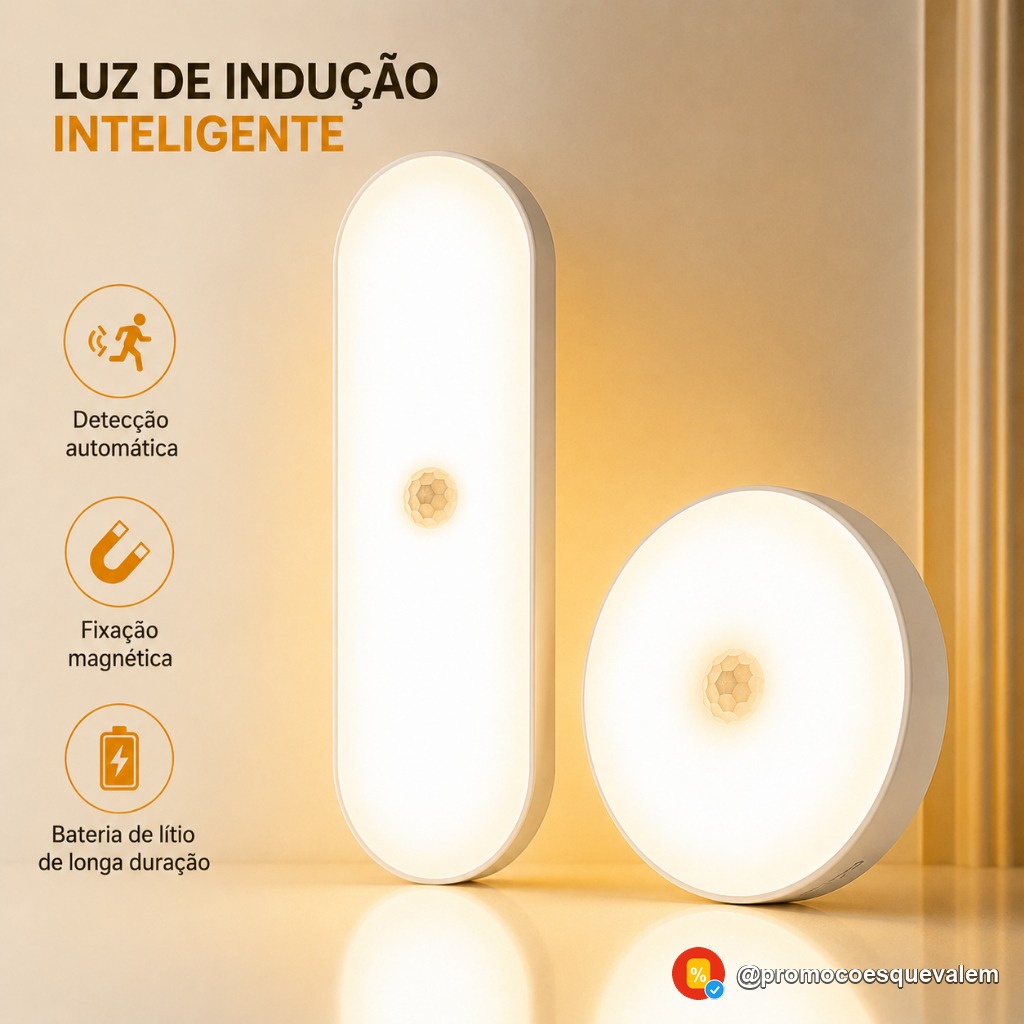 LUZ DE INDUÇÃO
INTELIGENTE
Detecção
automática
Fixação
magnética
Bateria de lítio
de longa duração
%
@promocoesquevalem